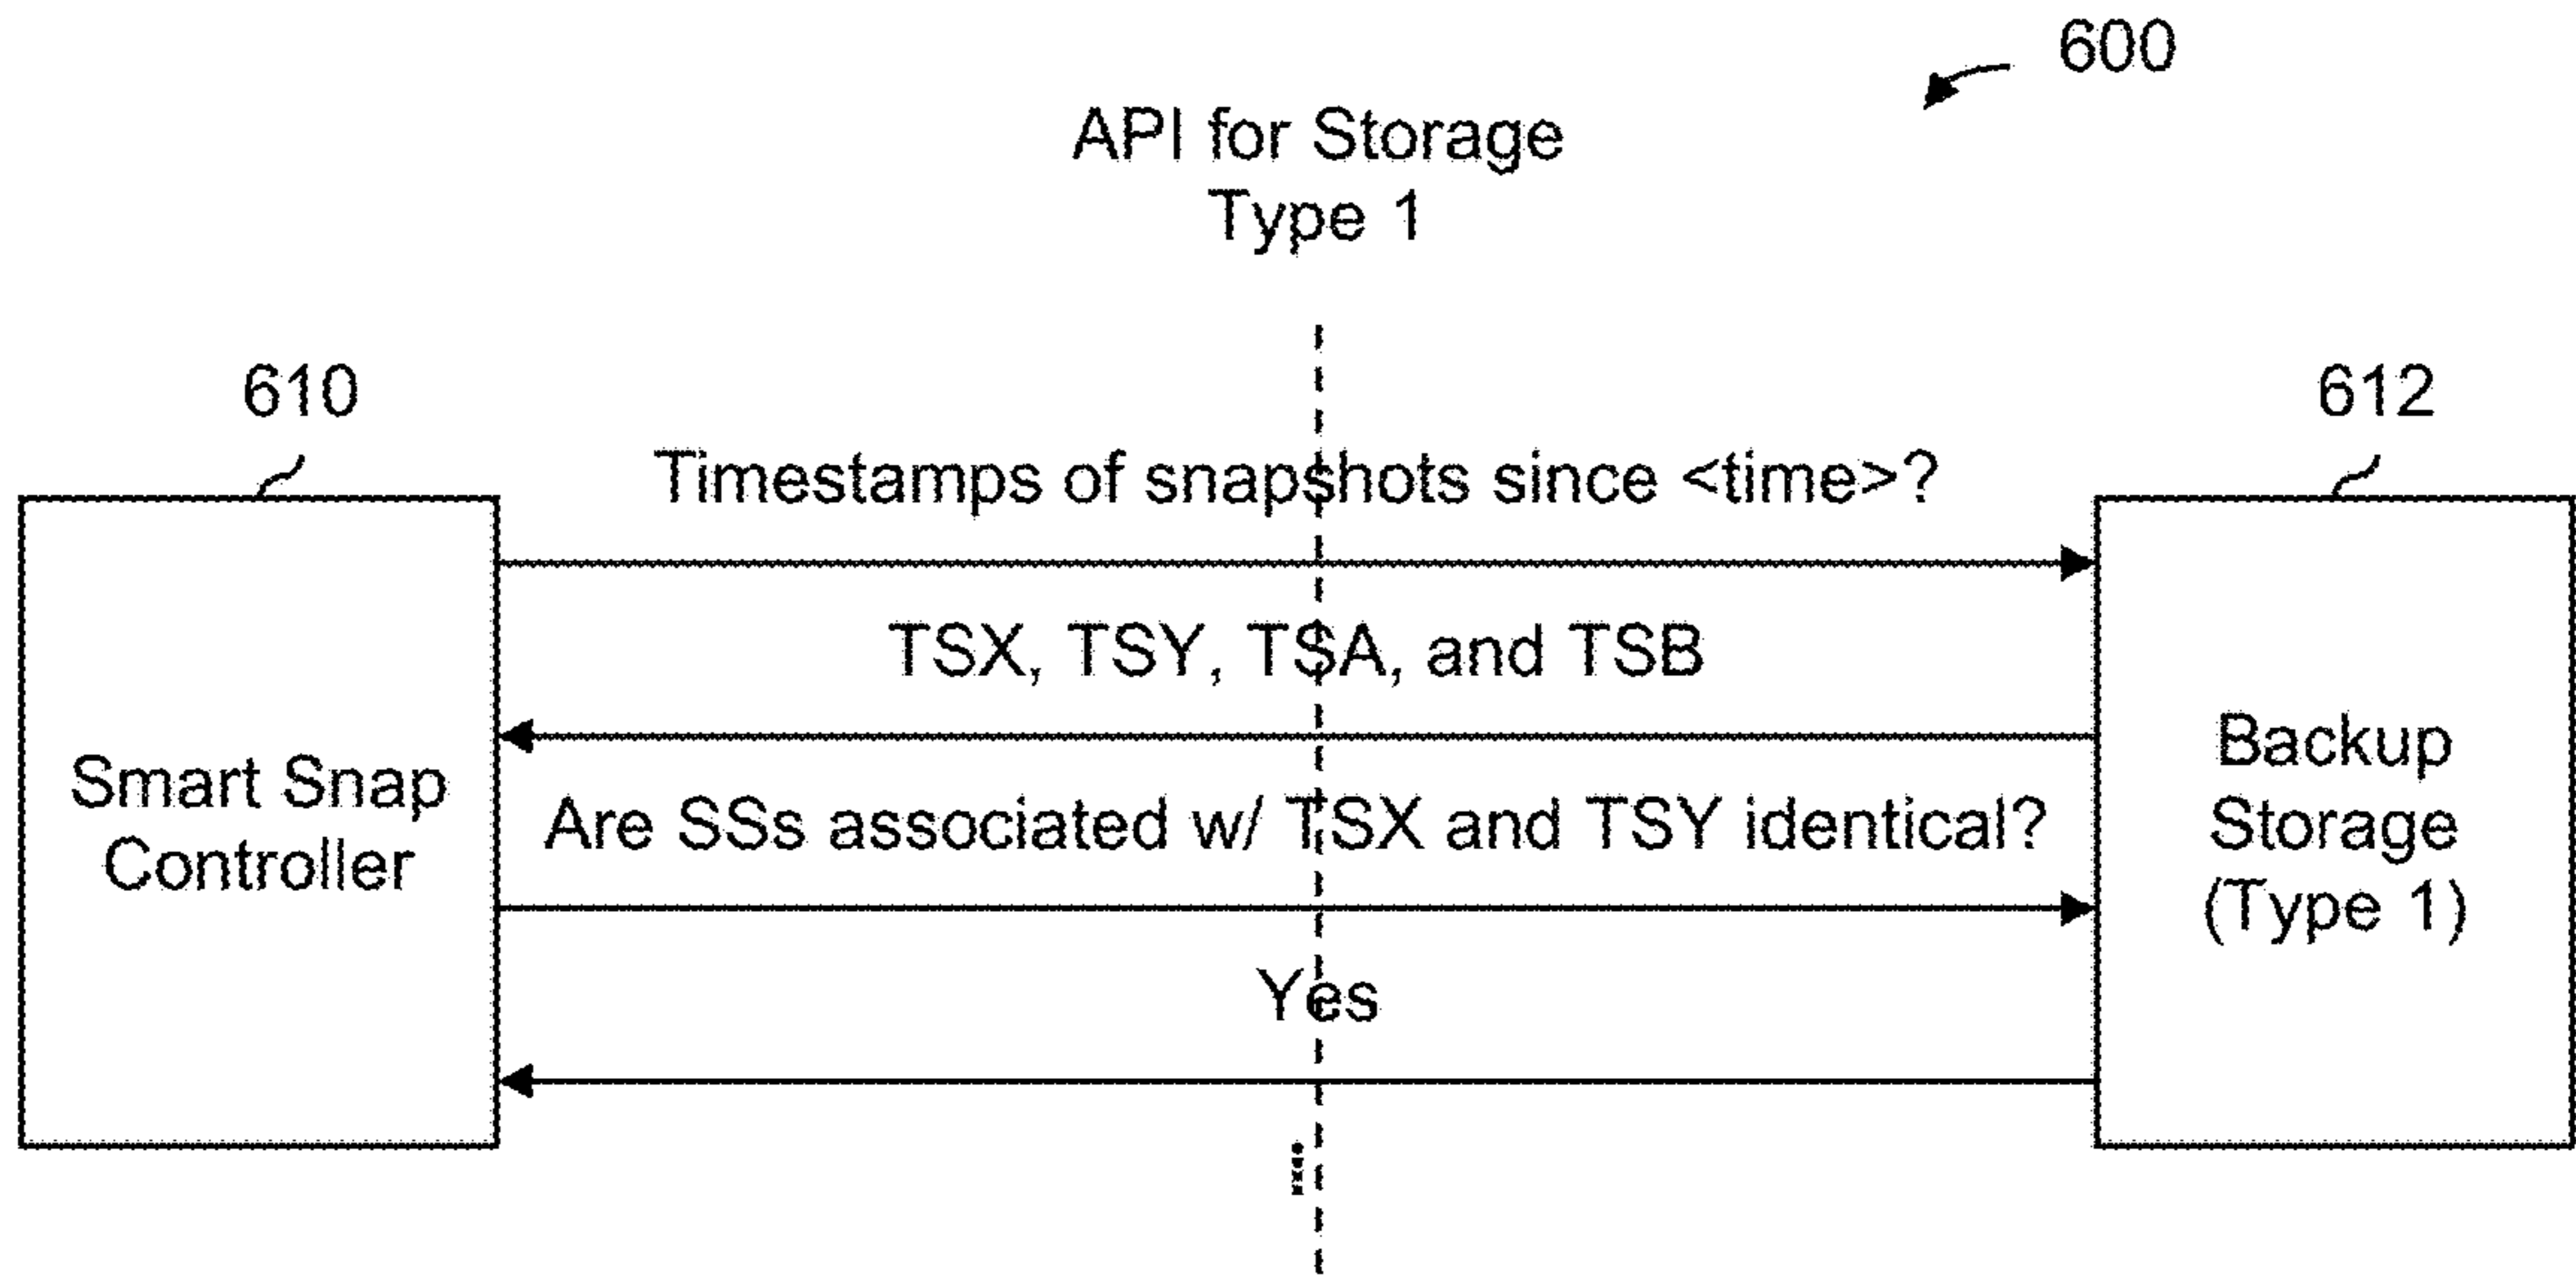 600
API for Storage
Type 1
610
612
Timestamps of snapshots since <time>?
TSX, TSY, TSA, and TSB
Are SSs associated w/ TSX and TSY identical?
Yes
Smart Snap
Controller
Backup
Storage
(Type 1)